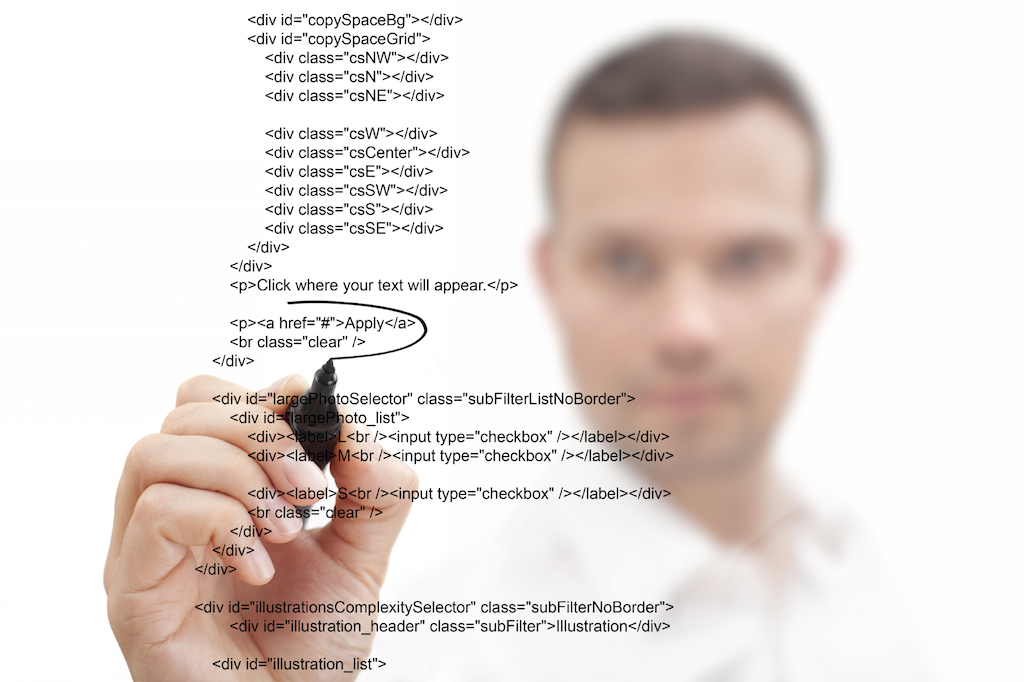 <div id="copySpaceBg"></div>
<div id="copySpaceGrid">
<div class="csNW"></div>
<div class="csN"></div>
<div class="csNE"></div>
<div class="csW"></div>
<div class="csCenter"></div>
<div class="csE"></div>
<div class="csSW"></div>
<div class="csS"></div>
<div class="csSE"></div>
</div>
</div>
<p>Click where your text will appear.</p>
<p><a href="#">Apply</a>
<br class="clear" />
</div>
<div id="largePhotoSelector" class="subFilterListNoBorder">
<div id="largePhoto_list">
<div><label>L<br /><input type="checkbox" /></label></div>
<div><label>M<br /><input type="checkbox" /></label></div>
<div><label>S<br /><input type="checkbox" /></label></div>
<br class="clear" />
</div>
</div>
</div>
<div id="illustrationsComplexitySelector" class="subFilterNoBorder">
<div id="illustration_header" class="subFilter">Illustration</div>
<div id="illustration_list">